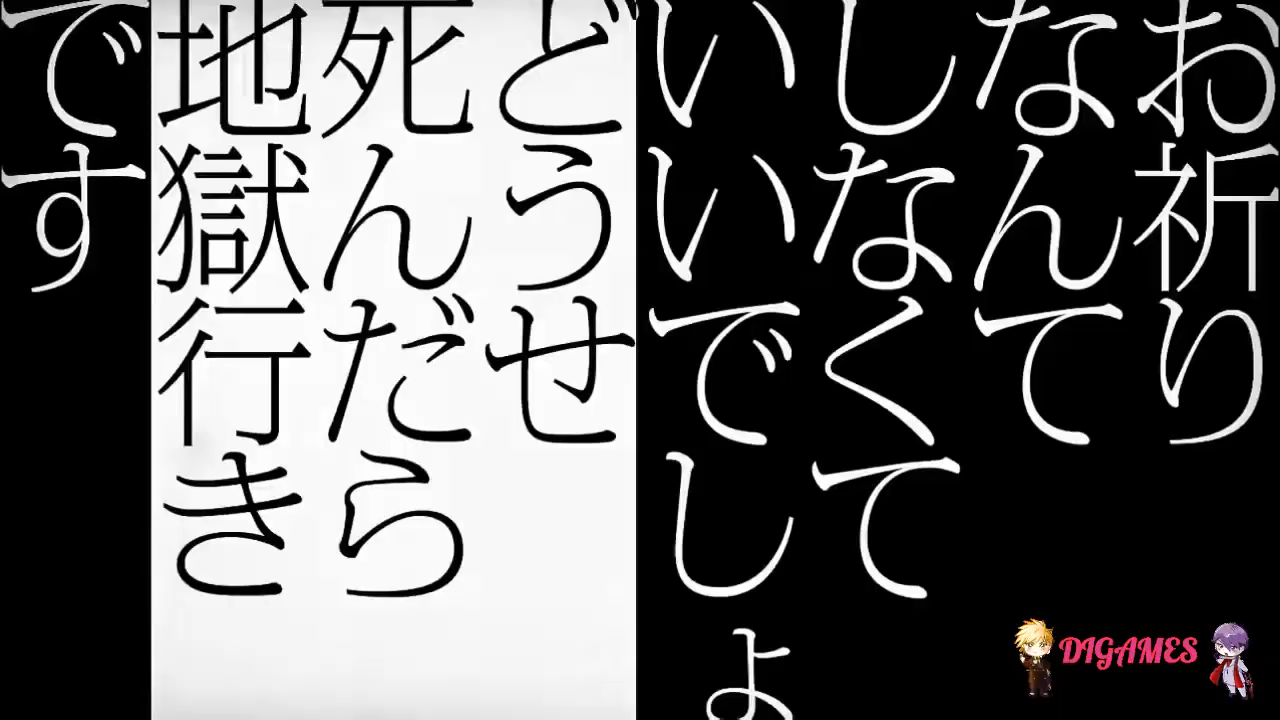 お祈り
なんて
しなくて
いいでしょ
どうせ
死んだら
地獄行き
です
DIGAMES